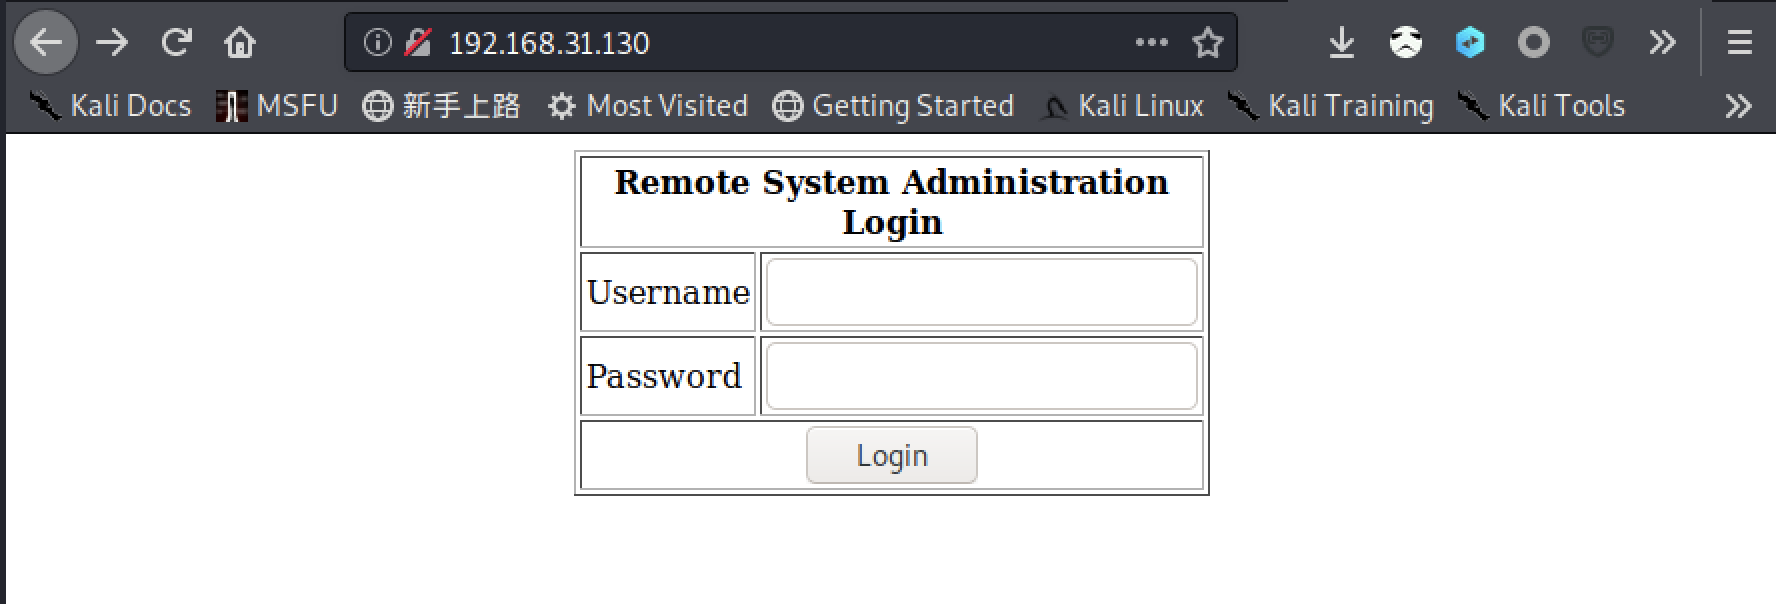 192.168.31.130
Kali Docs MSFU 新手上路 Most Visited Getting Started Kali Linux Kali Training Kali Tools
Remote System Administration
Login
Username
Password
Login